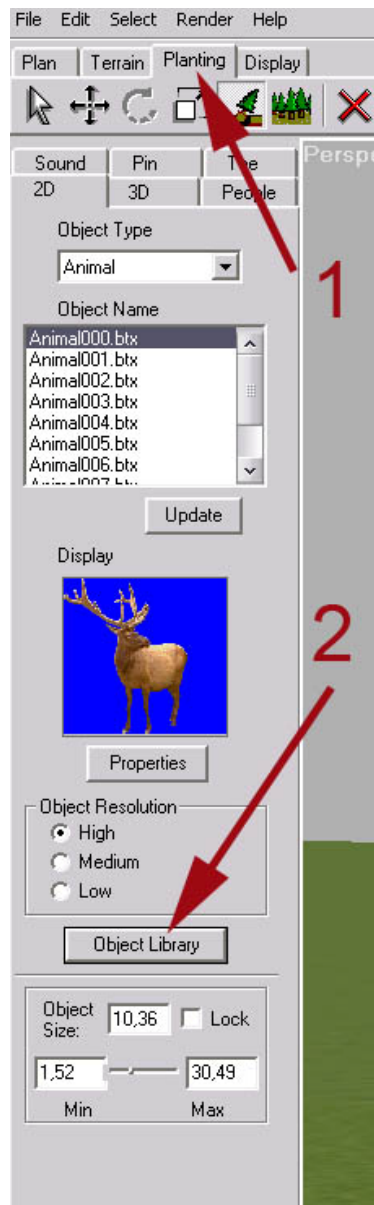 File Edit Select Render Help
Plan Terrain Planting Display
Sound Pin Tee
Persp
2D 3D People
Object Type
Animal
1
Object Name
Animal000.btx
Animal001.btx
Animal002.btx
Animal003.btx
Animal004.btx
Animal005.btx
Animal006.btx
Animal007.btx
Update
Display
2
Properties
Object Resolution
High
Medium
Low
Object Library
Object
Size: 10,36 Lock
1,52 30,49
Min Max